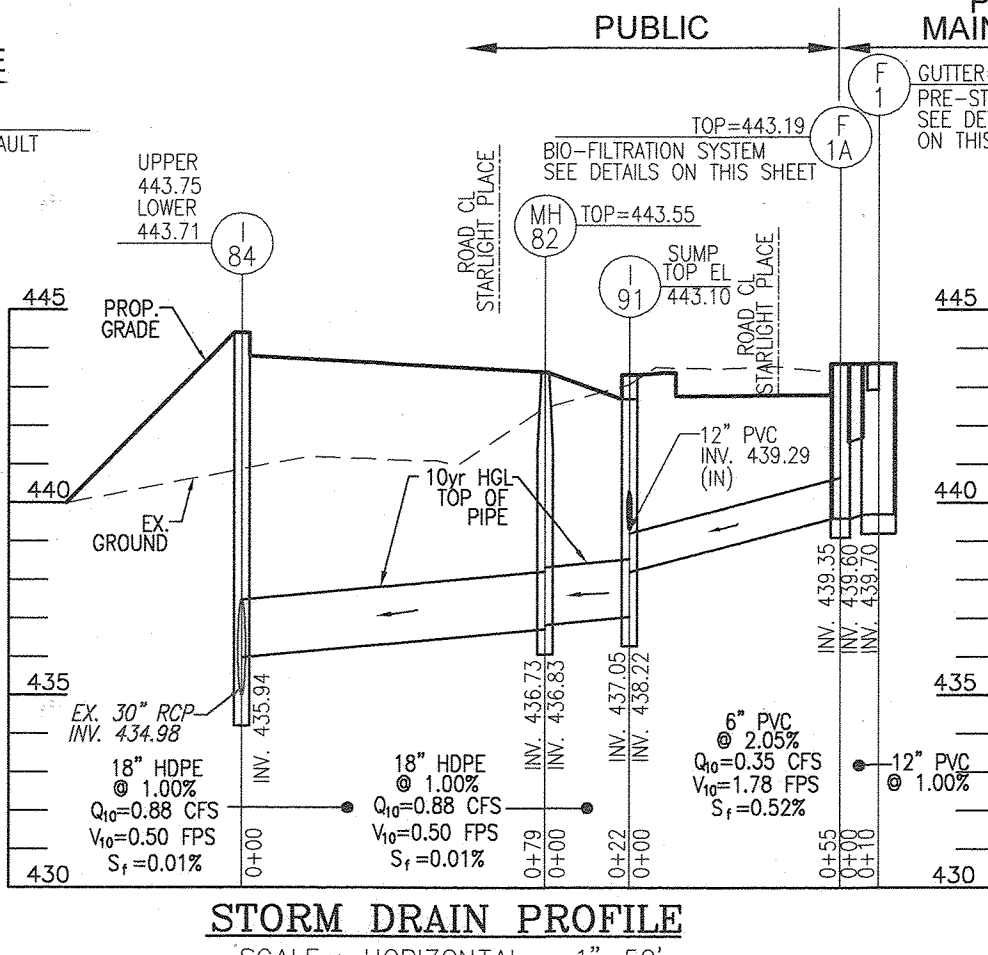 PUBLIC
F
1
GUTTER
PRE-ST
ON THIS
TOP=443.19
F
1A
BIO-FILTRATION SYSTEM
SEE DETAILS ON THIS SHEET
UPPER
443.75
LOWER
443.71
I
84
ROAD CL
STARLIGHT PLACE
MH
82
TOP=443.55
I
91
SUMP
TOP EL
443.10
ROAD CL
STARLIGHT PLACE
445
445
PROP.
GRADE
12" PVC
INV. 439.29
(IN)
10yr HGL
TOP OF
PIPE
440
440
EX.
GROUND
435
435
EX. 30" RCP
INV. 434.98
INV. 435.94
INV. 436.73
INV. 436.83
INV. 437.05
INV. 438.22
INV. 439.35
INV. 439.60
INV. 439.70
18" HDPE
@ 1.00%
Q10=0.88 CFS
V10=0.50 FPS
Sf=0.01%
18" HDPE
@ 1.00%
Q10=0.88 CFS
V10=0.50 FPS
Sf=0.01%
6" PVC
@ 2.05%
Q10=0.35 CFS
V10=1.78 FPS
Sf=0.52%
12" PVC
@ 1.00%
0+00
0+79
0+00
0+22
0+00
0+55
0+00
0+10
430
430
STORM DRAIN PROFILE